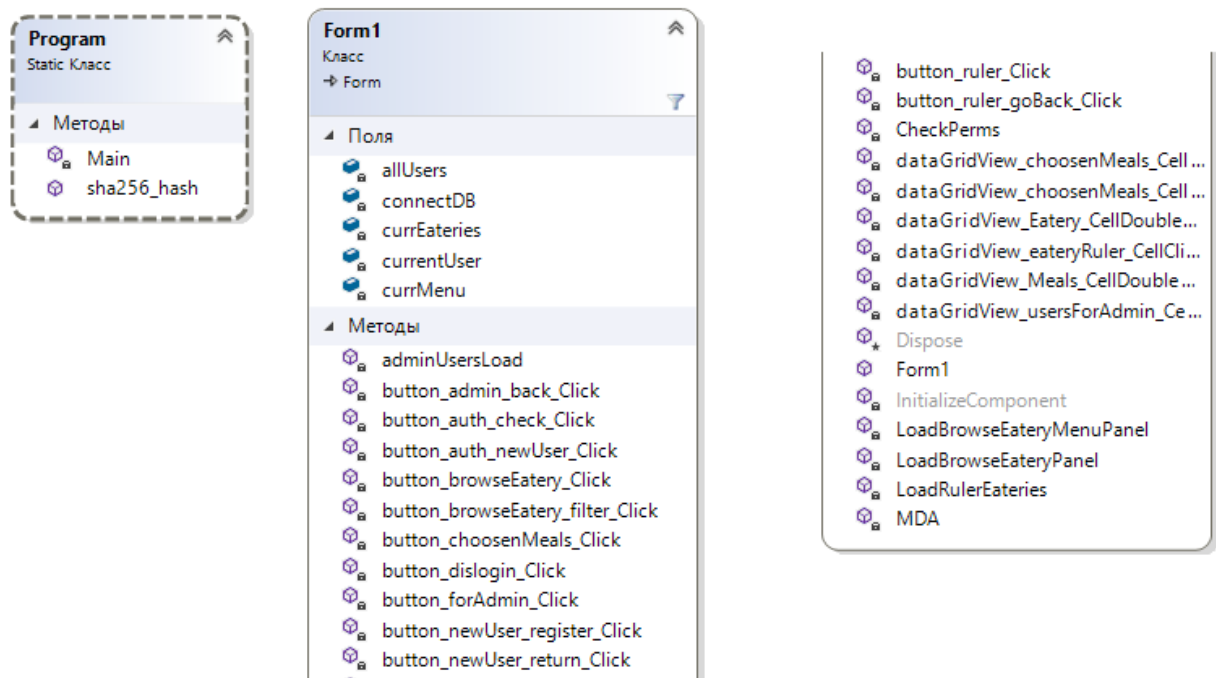 Program
Static Класс
Методы
Main
sha256_hash
Form1
Класс
Form
Поля
allUsers
connectDB
currEateries
currentUser
currMenu
Методы
adminUsersLoad
button_admin_back_Click
button_auth_check_Click
button_auth_newUser_Click
button_browseEatery_Click
button_browseEatery_filter_Click
button_choosenMeals_Click
button_dislogin_Click
button_forAdmin_Click
button_newUser_register_Click
button_newUser_return_Click
button_ruler_Click
button_ruler_goBack_Click
CheckPerms
dataGridView_choosenMeals_Cell...
dataGridView_choosenMeals_Cell...
dataGridView_Eatery_CellDouble...
dataGridView_eateryRuler_CellCli...
dataGridView_Meals_CellDouble...
dataGridView_usersForAdmin_Ce...
Dispose
Form1
InitializeComponent
LoadBrowseEateryMenuPanel
LoadBrowseEateryPanel
LoadRulerEateries
MDA